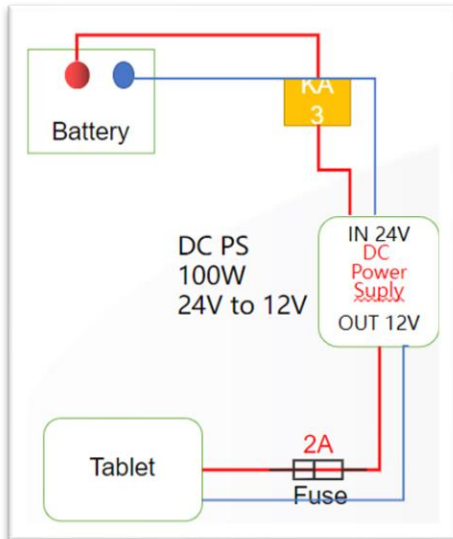 KA
3
Battery
IN 24V
DC
Power
Suply
OUT 12V
DC PS
100W
24V to 12V
2A
Tablet
Fuse